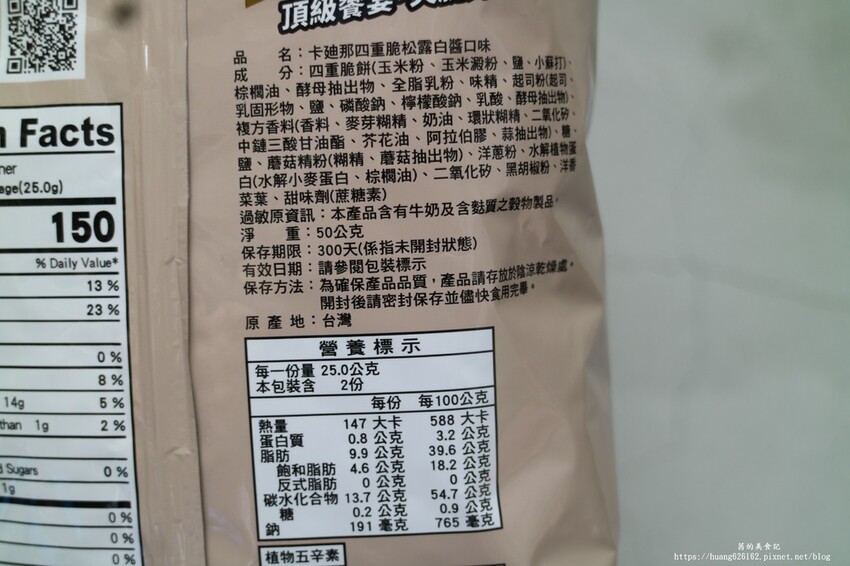 頂級饗宴
品 名：卡廸那四重脆松露白醬口味
成 分：四重脆餅(玉米粉、玉米澱粉、鹽、小蘇打)、
棕櫚油、酵母抽出物、全脂乳粉、味精、起司粉(起司、
乳固形物、鹽、磷酸鈉、檸檬酸鈉、乳酸、酵母抽出物)、
複方香料(香料、麥芽糊精、奶油、環狀糊精、二氧化矽、
中鏈三酸甘油酯、芥花油、阿拉伯膠、蒜抽出物)、糖、
鹽、蘑菇精粉(糊精、蘑菇抽出物)、洋蔥粉、水解植物蛋
白(水解小麥蛋白、棕櫚油)、二氧化矽、黑胡椒粉、洋香
菜葉、甜味劑(蔗糖素)
過敏原資訊：本產品含有牛奶及含麩質之穀物製品。
淨 重：50公克
保存期限：300天(係指未開封狀態)
有效日期：請參閱包裝標示
保存方法：為確保產品品質，產品請存放於陰涼乾燥處。
開封後請密封保存並儘快食用完畢。
原 產 地：台灣
營養標示
每一份量 25.0公克
本包裝含 2份
每份 每100公克
熱量 147 大卡 588 大卡
蛋白質 0.8 公克 3.2 公克
脂肪 9.9 公克 39.6 公克
飽和脂肪 4.6 公克 18.2 公克
反式脂肪 0 公克 0 公克
碳水化合物 13.7 公克 54.7 公克
糖 0.2 公克 0.9 公克
鈉 191 毫克 765 毫克
植物五辛素
Facts
age(25.0g)
150
% Daily Value*
13 %
23 %
0 %
8 %
14g 5 %
than 1g 2 %
Sugars 0 %
1g
0 %
0 %
0 %
茜的美食記
https://huang626162.pixnet.net/blog